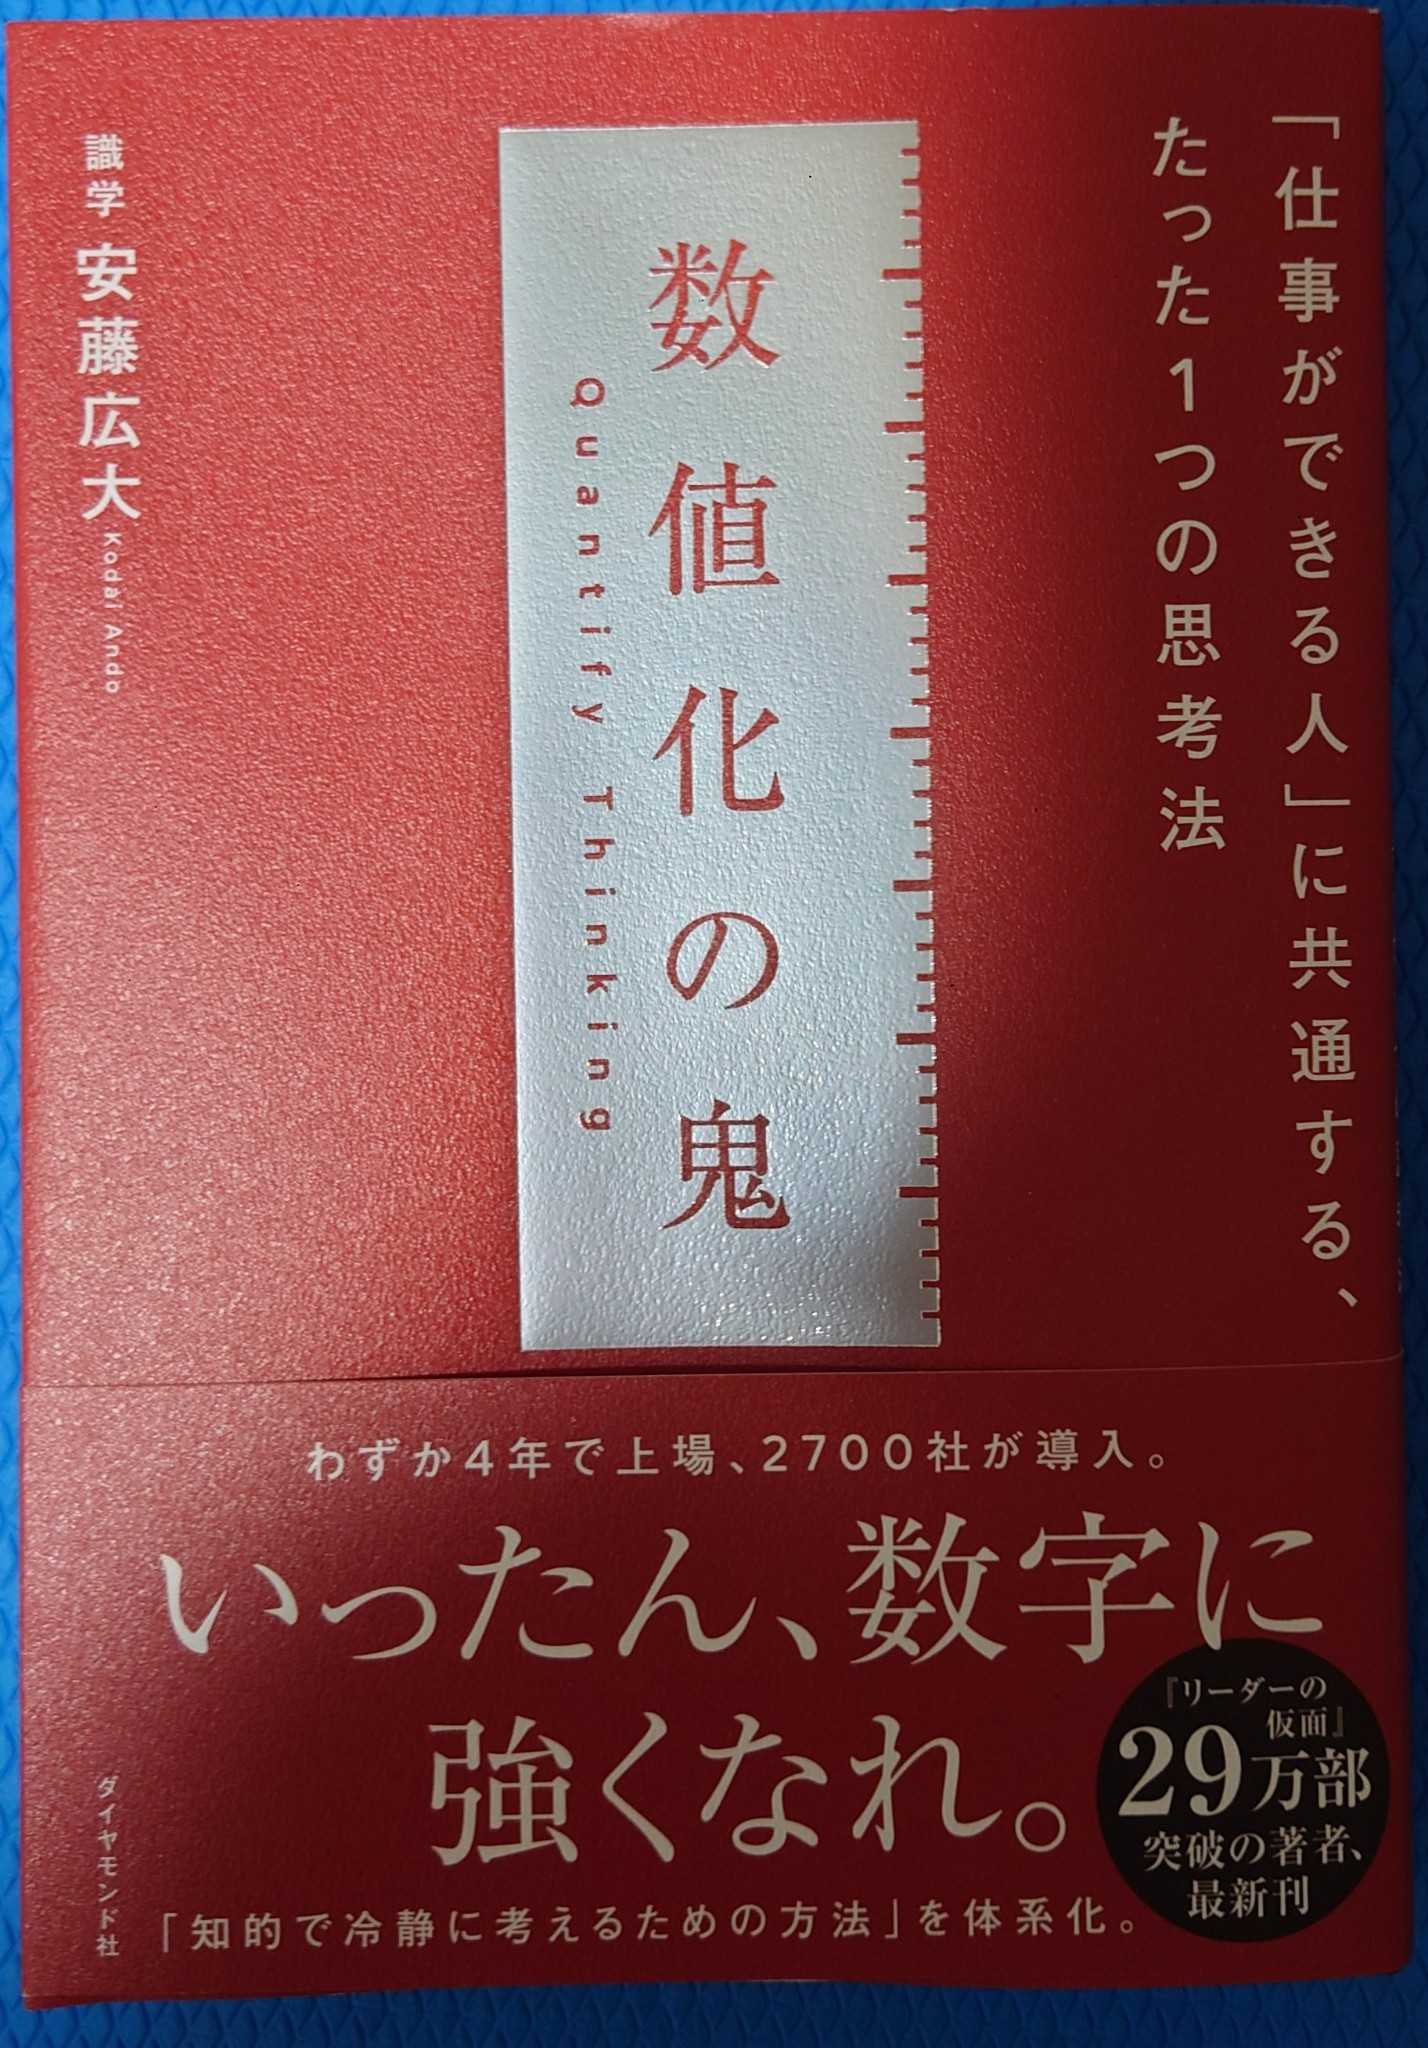 「仕事ができる人」に共通する、
たった1つの思考法
数値化の鬼
Quantify Thinking
識学 安藤広大 Kodai Ando
わずか4年で上場、2700社が導入。
いったん、数字に
強くなれ。
「知的で冷静に考えるための方法」を体系化。
『リーダーの
仮面』
29万部
突破の著者、
最新刊
ダイヤモンド社